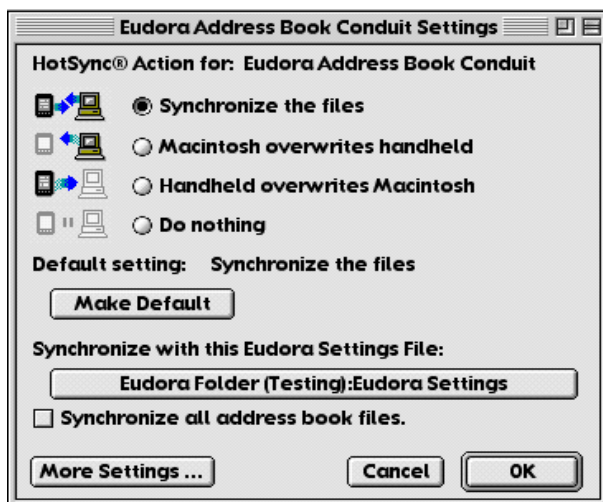 Eudora Address Book Conduit Settings
HotSync® Action for: Eudora Address Book Conduit
Synchronize the files
Macintosh overwrites handheld
Handheld overwrites Macintosh
Do nothing
Default setting: Synchronize the files
Make Default
Synchronize with this Eudora Settings File:
Eudora Folder (Testing):Eudora Settings
Synchronize all address book files.
More Settings ... Cancel OK